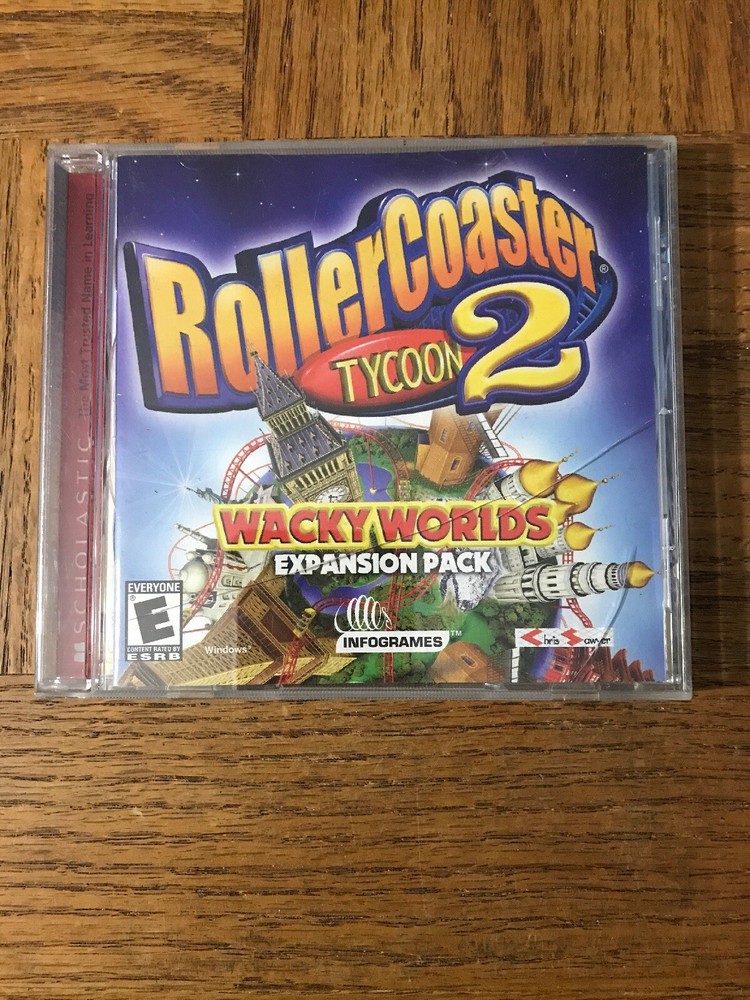 RollerCoaster®
TYCOON 2
WACKY WORLDS
EXPANSION PACK
EVERYONE
E
CONTENT RATED BY
ESRB
Windows
INFOGRAMES™
Chris Sawyer
SCHOLASTIC The Most Trusted Name in Learning